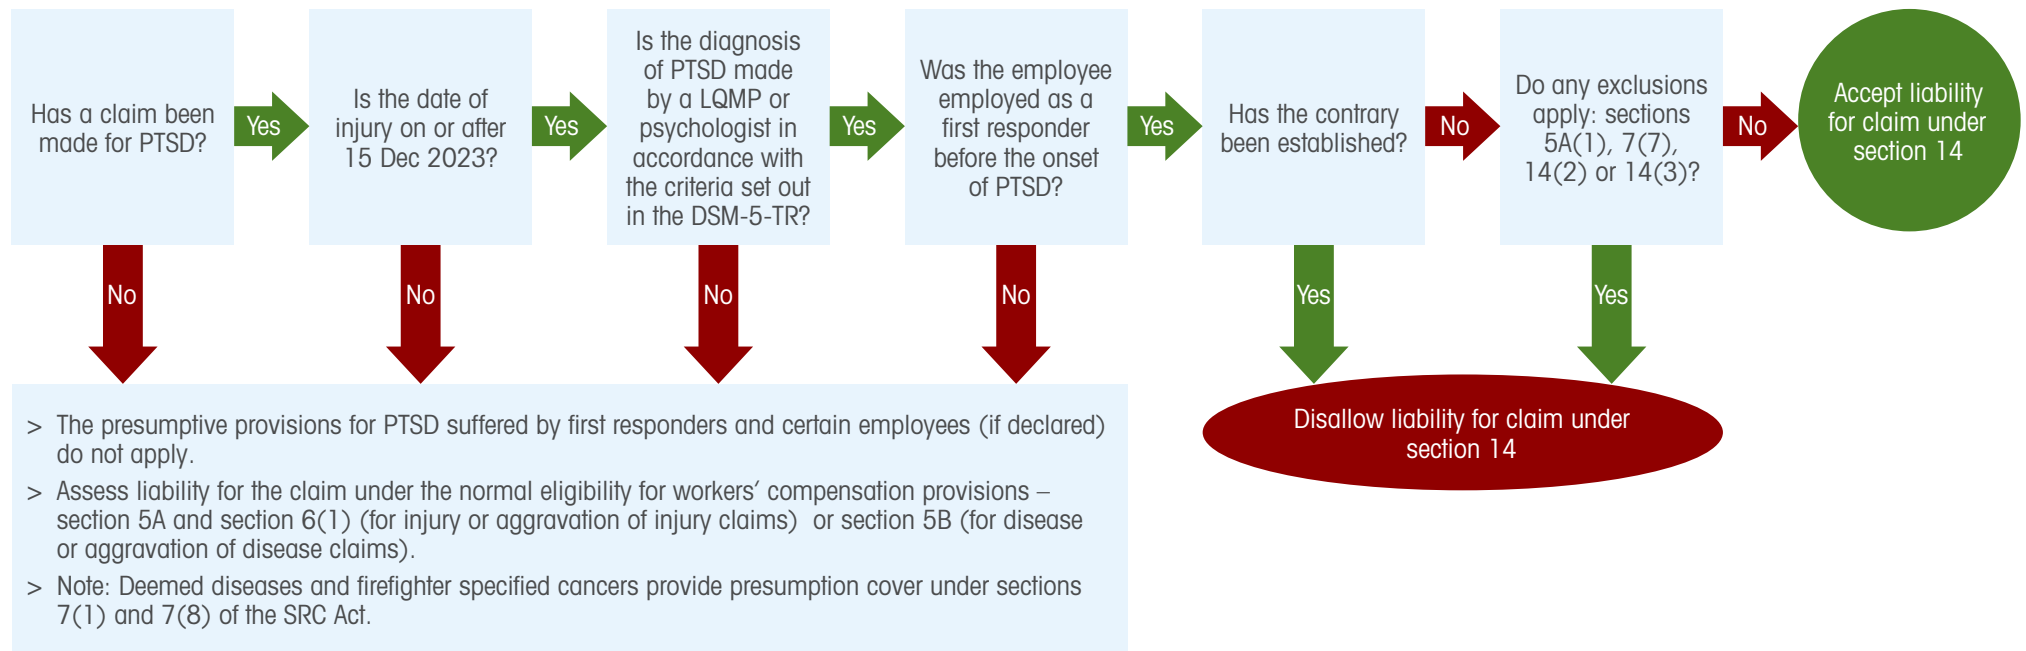 Has a claim been
made for PTSD?
Yes
Is the date of
injury on or after
15 Dec 2023?
Yes
Is the diagnosis
of PTSD made
by a LQMP or
psychologist in
accordance with
the criteria set out
in the DSM-5-TR?
Yes
Was the employee
employed as a
first responder
before the onset
of PTSD?
Yes
Has the contrary
been established?
No
Do any exclusions
apply: sections
5A(1), 7(7),
14(2) or 14(3)?
No
Accept liability
for claim under
section 14
No
No
No
No
Yes
Yes
> The presumptive provisions for PTSD suffered by first responders and certain employees (if declared)
do not apply.
> Assess liability for the claim under the normal eligibility for workers’ compensation provisions –
section 5A and section 6(1) (for injury or aggravation of injury claims)  or section 5B (for disease
or aggravation of disease claims).
> Note: Deemed diseases and firefighter specified cancers provide presumption cover under sections
7(1) and 7(8) of the SRC Act.
Disallow liability for claim under
section 14